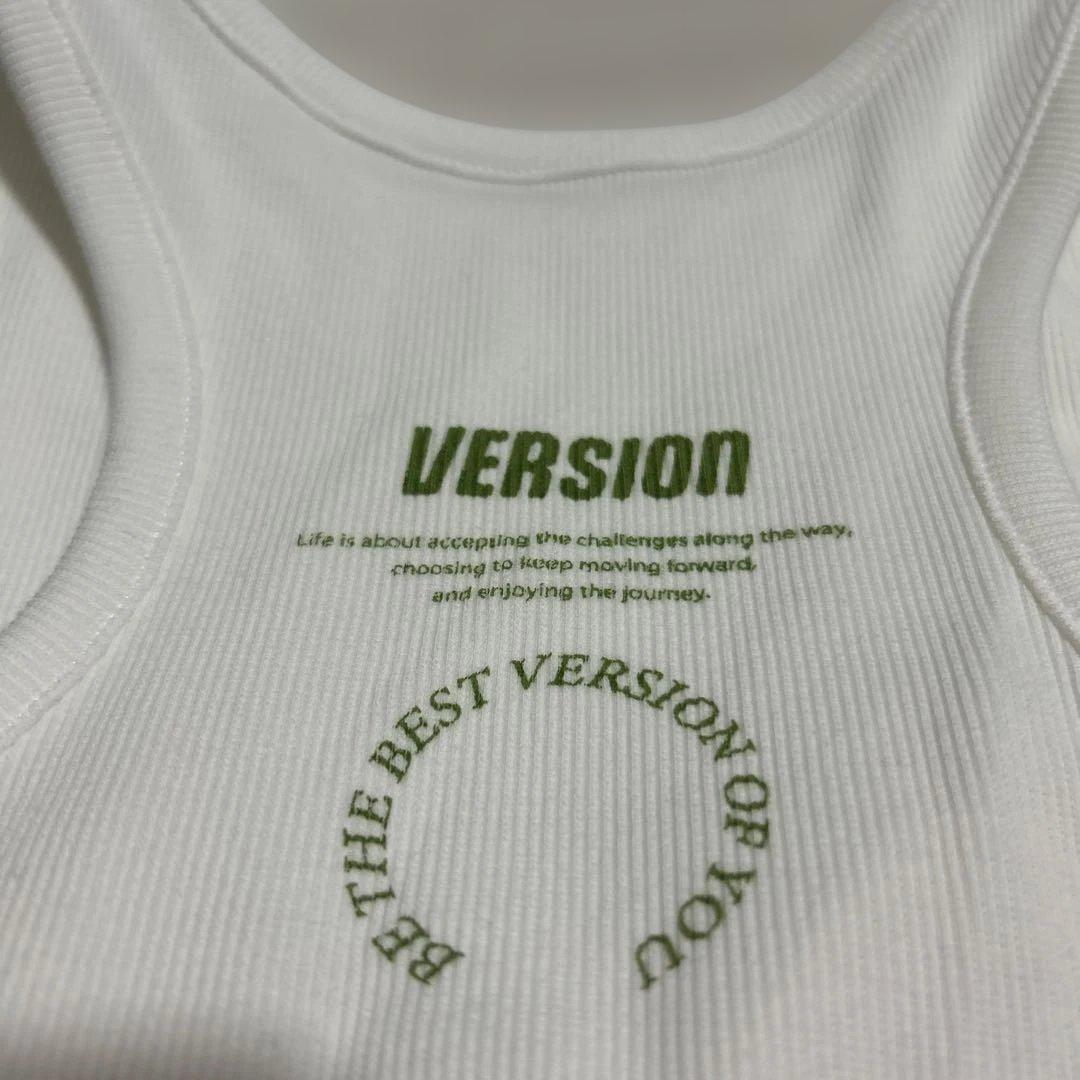 VERSION
Life is about accepting the challenges along the way,
choosing to keep moving forward,
and enjoying the journey.
BE THE BEST VERSION OF YOU